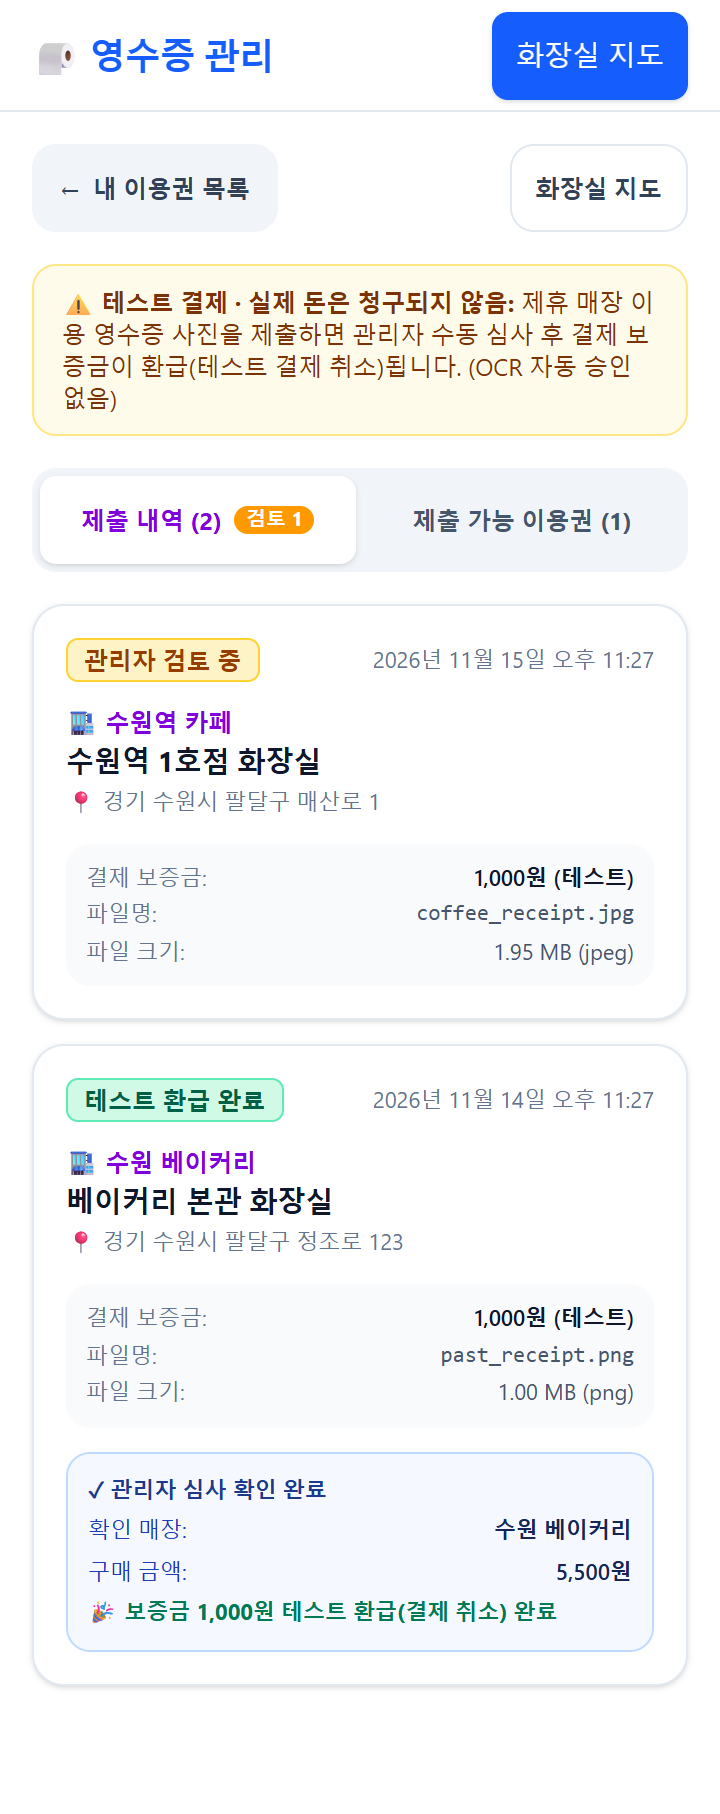 영수증 관리
화장실 지도
← 내 이용권 목록
화장실 지도
테스트 결제 · 실제 돈은 청구되지 않음: 제휴 매장 이
용 영수증 사진을 제출하면 관리자 수동 심사 후 결제 보
증금이 환급(테스트 결제 취소)됩니다. (OCR 자동 승인
없음)
제출 내역 (2) 검토 1
제출 가능 이용권 (1)
관리자 검토 중
2026년 11월 15일 오후 11:27
수원역 카페
수원역 1호점 화장실
경기 수원시 팔달구 매산로 1
결제 보증금: 1,000원 (테스트)
파일명: coffee_receipt.jpg
파일 크기: 1.95 MB (jpeg)
테스트 환급 완료
2026년 11월 14일 오후 11:27
수원 베이커리
베이커리 본관 화장실
경기 수원시 팔달구 정조로 123
결제 보증금: 1,000원 (테스트)
파일명: past_receipt.png
파일 크기: 1.00 MB (png)
✓ 관리자 심사 확인 완료
확인 매장: 수원 베이커리
구매 금액: 5,500원
보증금 1,000원 테스트 환급(결제 취소) 완료